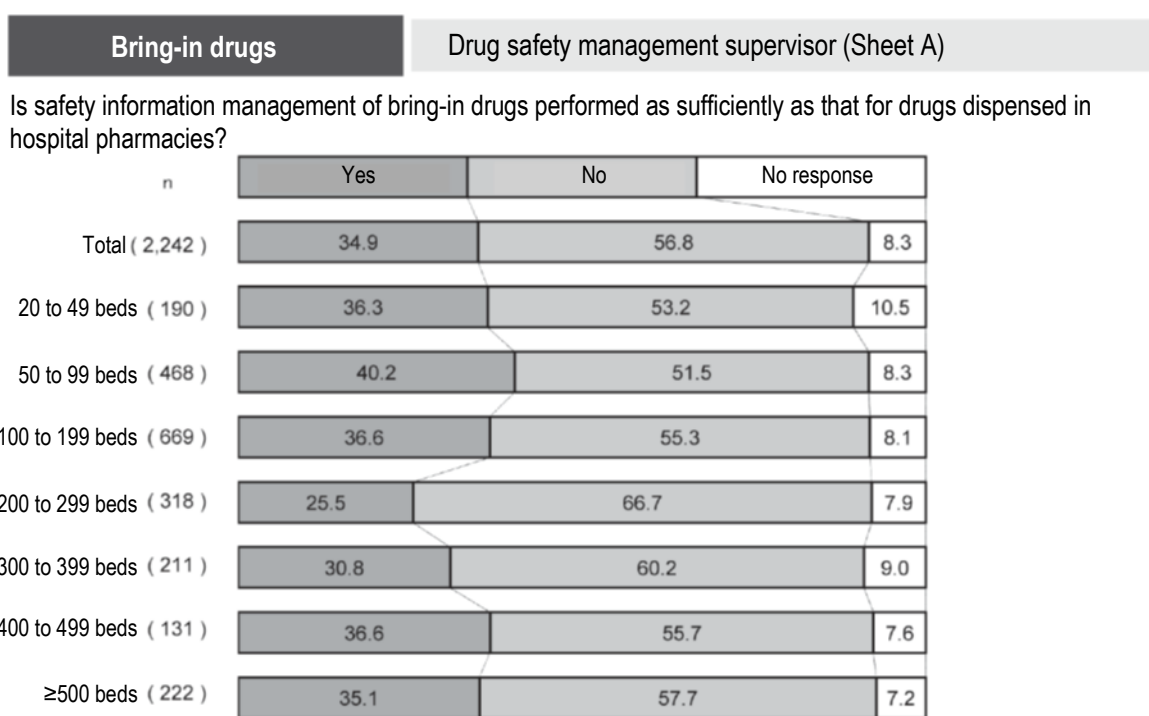 Bring-in drugs
Drug safety management supervisor (Sheet A)
Is safety information management of bring-in drugs performed as sufficiently as that for drugs dispensed in
hospital pharmacies?
n Yes No No response
Total ( 2,242 ) 34.9 56.8 8.3
20 to 49 beds ( 190 ) 36.3 53.2 10.5
50 to 99 beds ( 468 ) 40.2 51.5 8.3
100 to 199 beds ( 669 ) 36.6 55.3 8.1
200 to 299 beds ( 318 ) 25.5 66.7 7.9
300 to 399 beds ( 211 ) 30.8 60.2 9.0
400 to 499 beds ( 131 ) 36.6 55.7 7.6
≥500 beds ( 222 ) 35.1 57.7 7.2